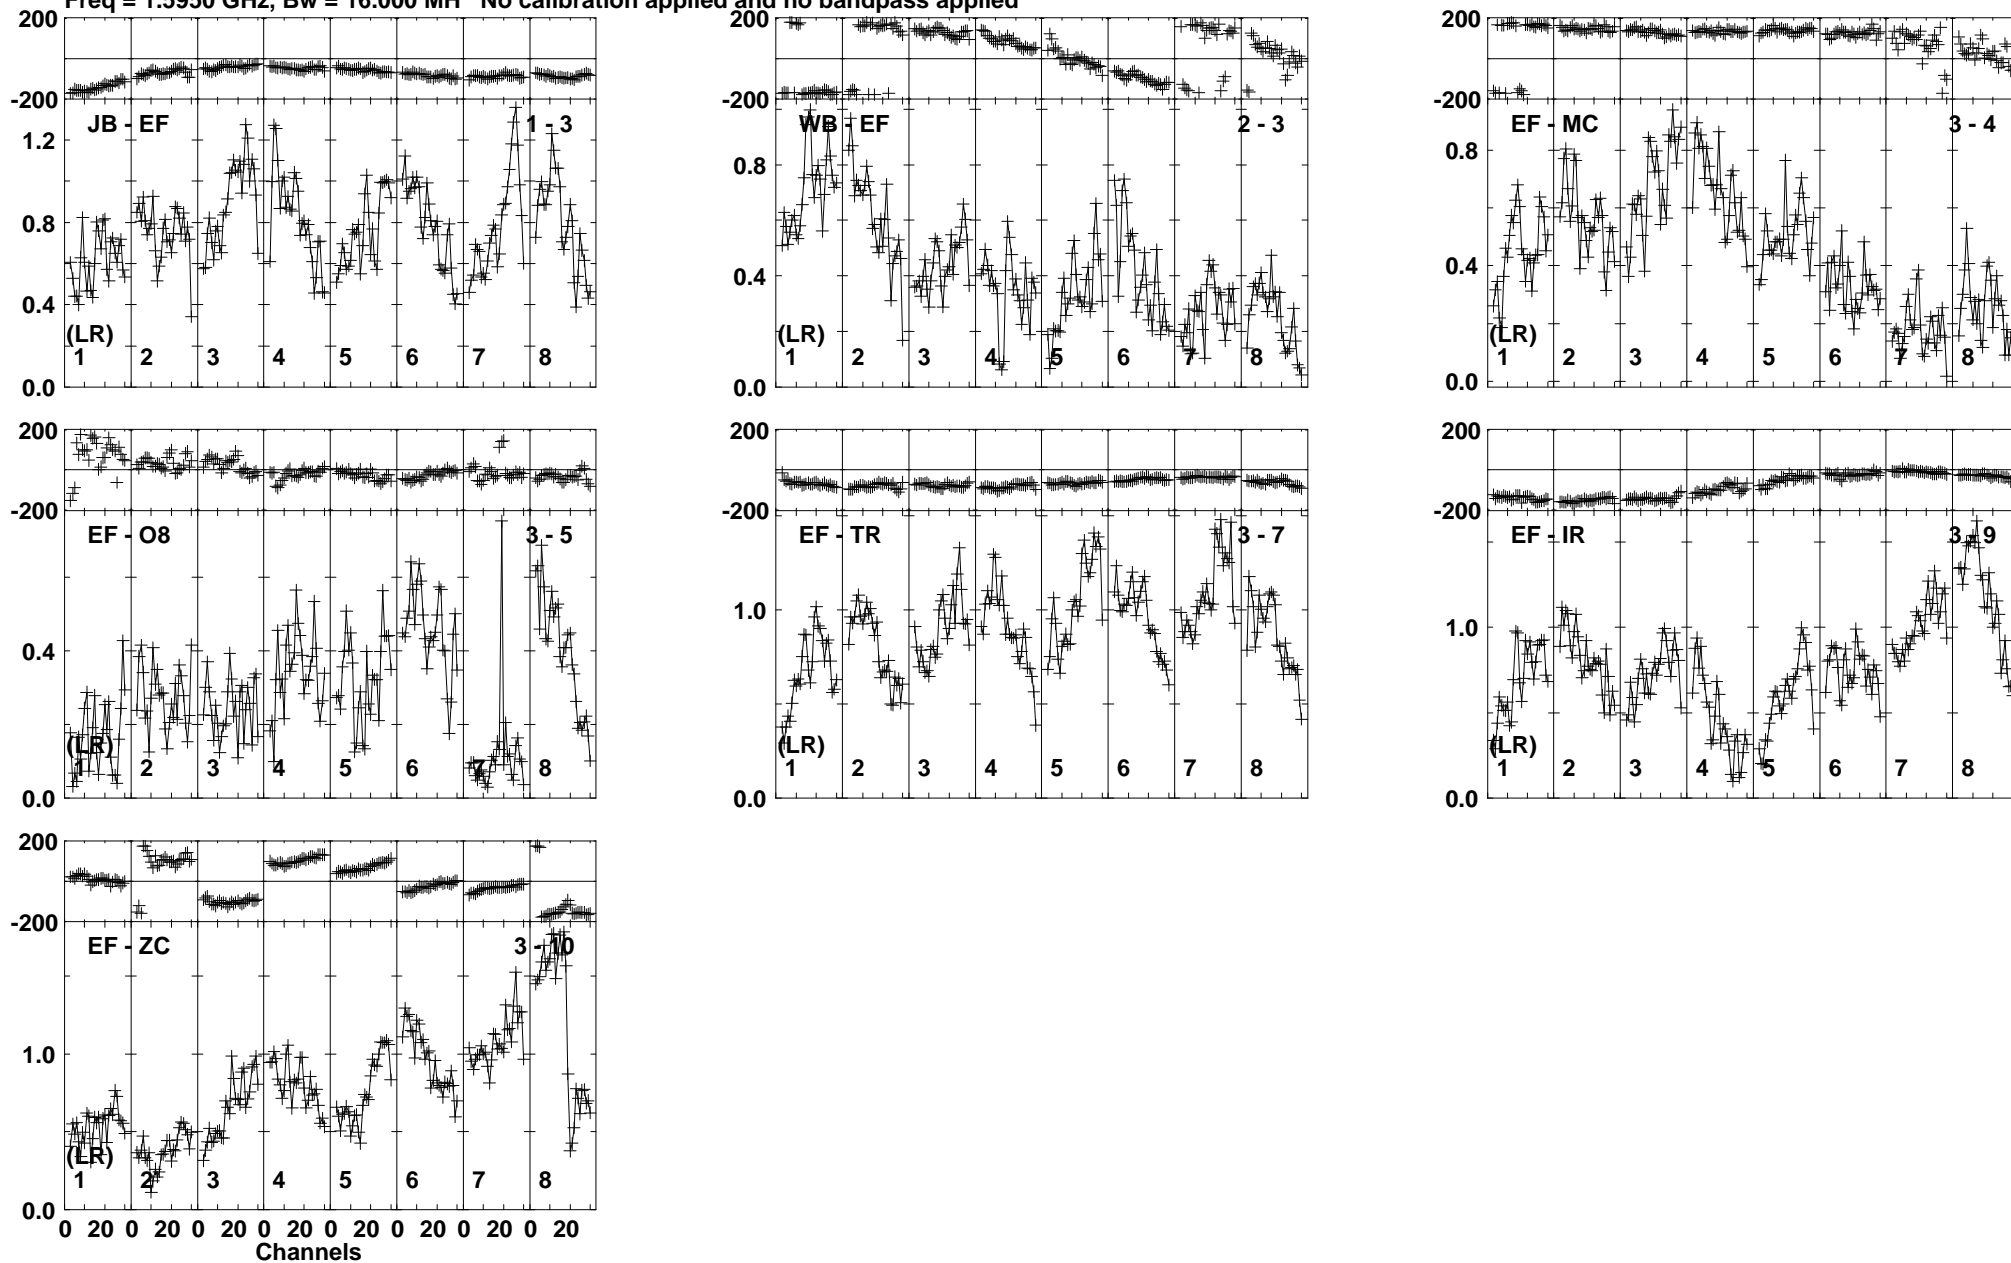 Freq = 1.5950 GHz, Bw = 16.000 MH No calibration applied and no bandpass applied
200 200 200
-200 -200 -200
JB - EF 1 - 3 WB - EF 2 - 3 EF - MC 3 - 4
1.2
0.8 0.8 0.8
0.4 0.4 0.4
(LR) (LR) (LR)
1 2 3 4 5 6 7 8 1 2 3 4 5 6 7 8 1 2 3 4 5 6 7 8
0.0 0.0 0.0
200 200 200
-200 -200 -200
EF - O8 3 - 5 EF - TR 3 - 7 EF - IR 3 - 9
0.4 1.0 1.0
(LR) (LR) (LR)
1 2 3 4 5 6 7 8 1 2 3 4 5 6 7 8 1 2 3 4 5 6 7 8
0.0 0.0 0.0
200
-200
EF - ZC 3 - 10
1.0
(LR)
1 2 3 4 5 6 7 8
0.0
0 20 0 20 0 20 0 20 0 20 0 20 0 20 0 20
Channels